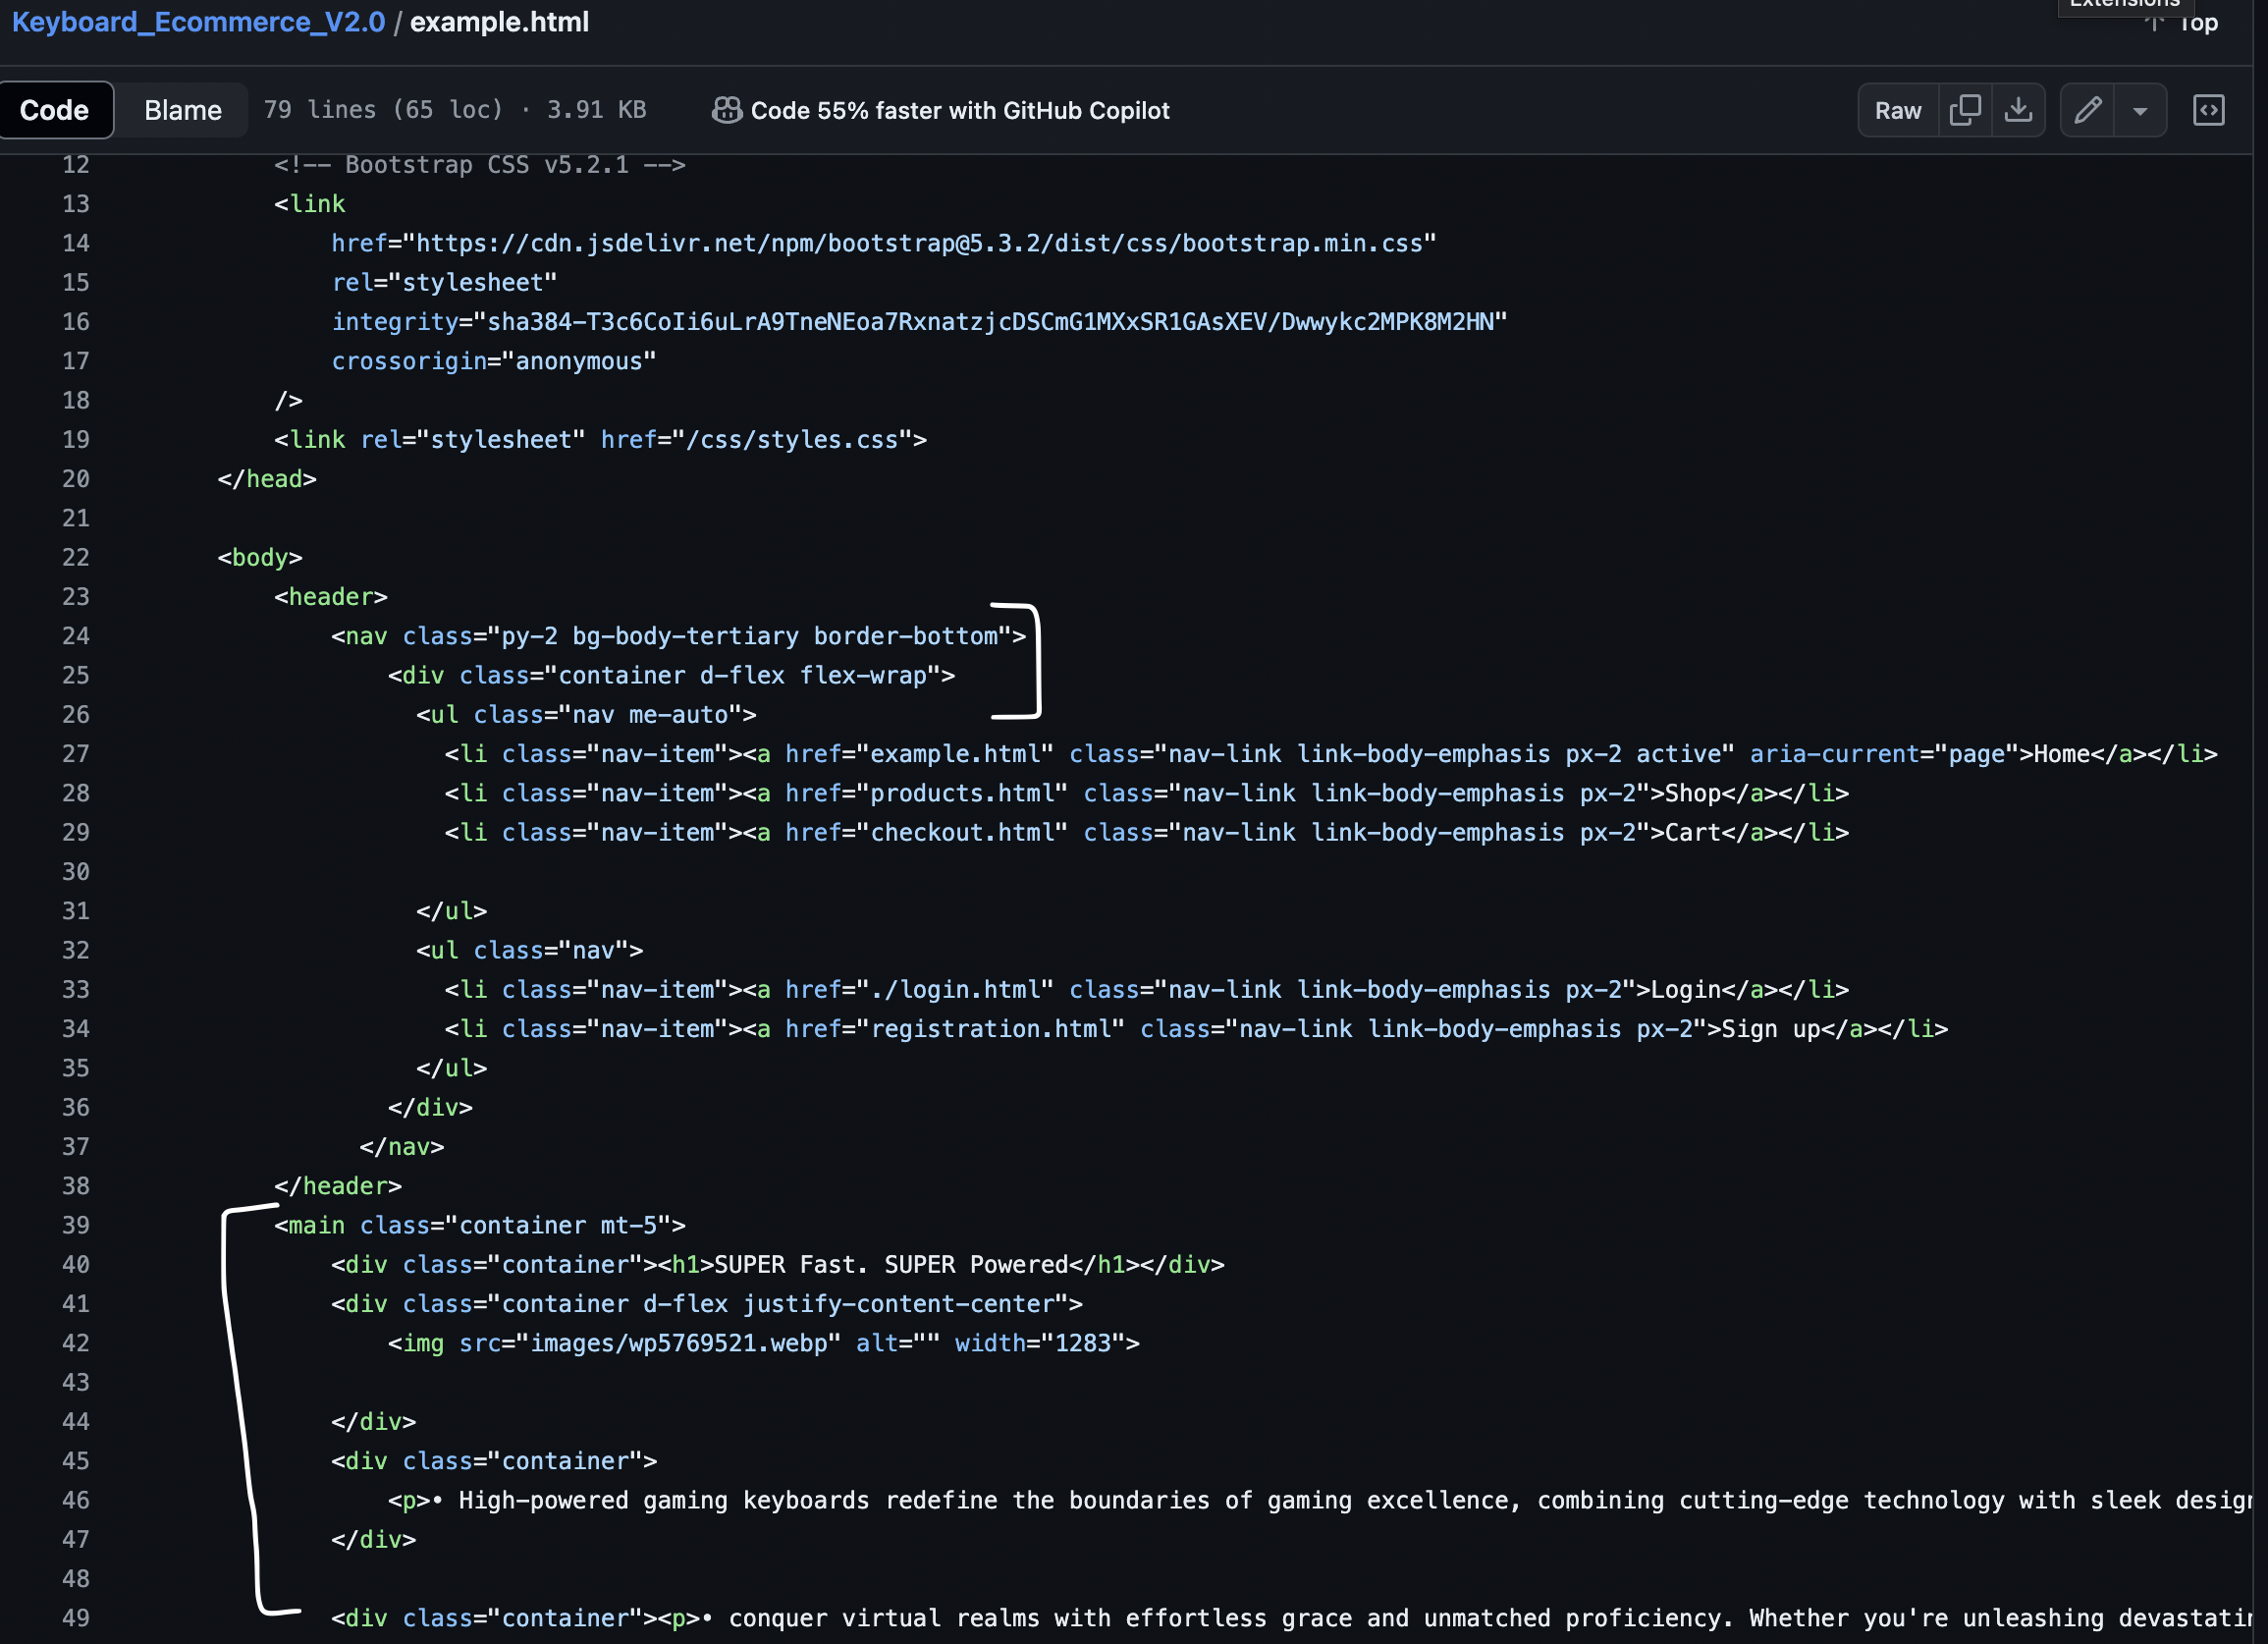 Extensions
Keyboard_Ecommerce_V2.0 / example.html
Top
Code Blame 79 lines (65 loc) · 3.91 KB Code 55% faster with GitHub Copilot Raw
12 <!-- Bootstrap CSS v5.2.1 -->
13 <link
14 href="https://cdn.jsdelivr.net/npm/bootstrap@5.3.2/dist/css/bootstrap.min.css"
15 rel="stylesheet"
16 integrity="sha384-T3c6CoIi6uLrA9TneNEoa7RxnatzjcDSCmG1MXxSR1GAsXEV/Dwwykc2MPK8M2HN"
17 crossorigin="anonymous"
18 />
19 <link rel="stylesheet" href="/css/styles.css">
20 </head>
21
22 <body>
23 <header>
24 <nav class="py-2 bg-body-tertiary border-bottom">
25 <div class="container d-flex flex-wrap">
26 <ul class="nav me-auto">
27 <li class="nav-item"><a href="example.html" class="nav-link link-body-emphasis px-2 active" aria-current="page">Home</a></li>
28 <li class="nav-item"><a href="products.html" class="nav-link link-body-emphasis px-2">Shop</a></li>
29 <li class="nav-item"><a href="checkout.html" class="nav-link link-body-emphasis px-2">Cart</a></li>
30
31 </ul>
32 <ul class="nav">
33 <li class="nav-item"><a href="./login.html" class="nav-link link-body-emphasis px-2">Login</a></li>
34 <li class="nav-item"><a href="registration.html" class="nav-link link-body-emphasis px-2">Sign up</a></li>
35 </ul>
36 </div>
37 </nav>
38 </header>
39 <main class="container mt-5">
40 <div class="container"><h1>SUPER Fast. SUPER Powered</h1></div>
41 <div class="container d-flex justify-content-center">
42 <img src="images/wp5769521.webp" alt="" width="1283">
43
44 </div>
45 <div class="container">
46 <p>• High-powered gaming keyboards redefine the boundaries of gaming excellence, combining cutting-edge technology with sleek design
47 </div>
48
49 <div class="container"><p>• conquer virtual realms with effortless grace and unmatched proficiency. Whether you're unleashing devastatin